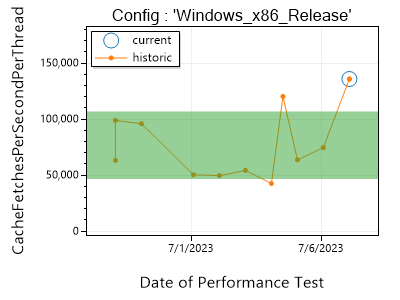 Config : 'Windows_x86_Release'
current
historic
CacheFetchesPerSecondPerThread
150,000
100,000
50,000
0
7/1/2023
7/6/2023
Date of Performance Test